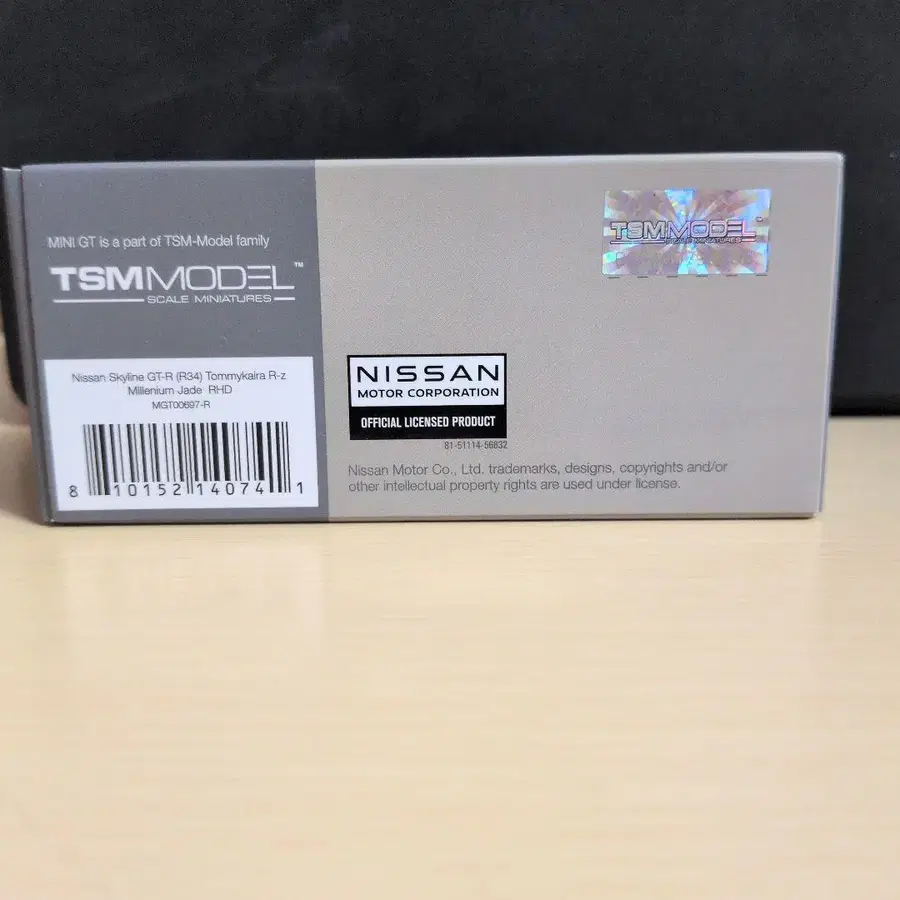 MINI GT is a part of TSM-Model family
TSMMODEL™
SCALE MINIATURES
Nissan Skyline GT-R (R34) Tommykaira R-z
Millenium Jade RHD
MGT00697-R
8 10152 14074 1
TSMMODEL™
SCALE MINIATURES
NISSAN
MOTOR CORPORATION
OFFICIAL LICENSED PRODUCT
81-51114-56832
Nissan Motor Co., Ltd. trademarks, designs, copyrights and/or
other intellectual property rights are used under license.